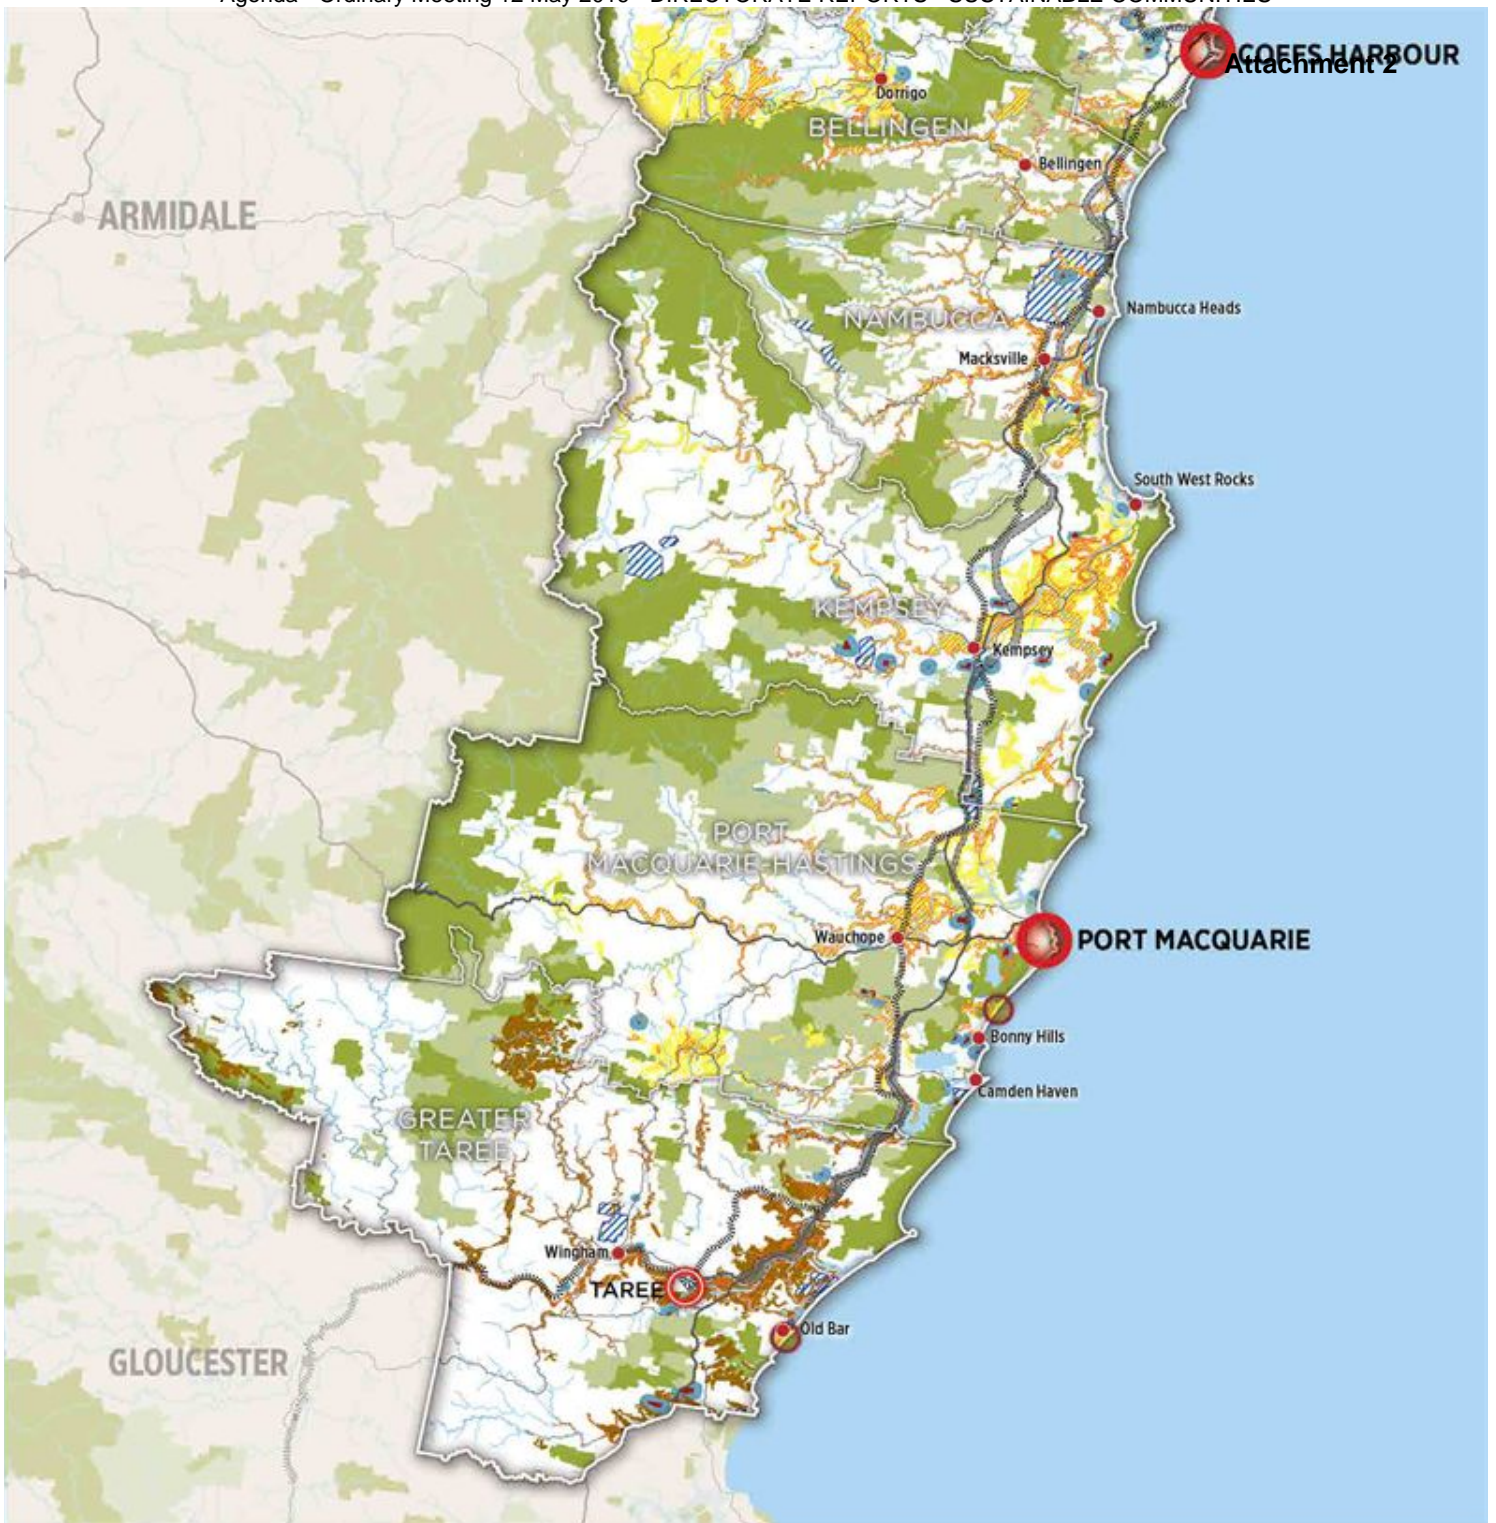 COFFS HARBOUR
Attachment 2
Dorrigo
BELLINGEN
Bellingen
ARMIDALE
Nambucca Heads
NAMBUCCA
Macksville
South West Rocks
KEMPSEY
Kempsey
PORT
MACQUARIE-HASTINGS
Wauchope
PORT MACQUARIE
Bonny Hills
Camden Haven
GREATER
TAREE
Wingham
TAREE
Old Bar
GLOUCESTER